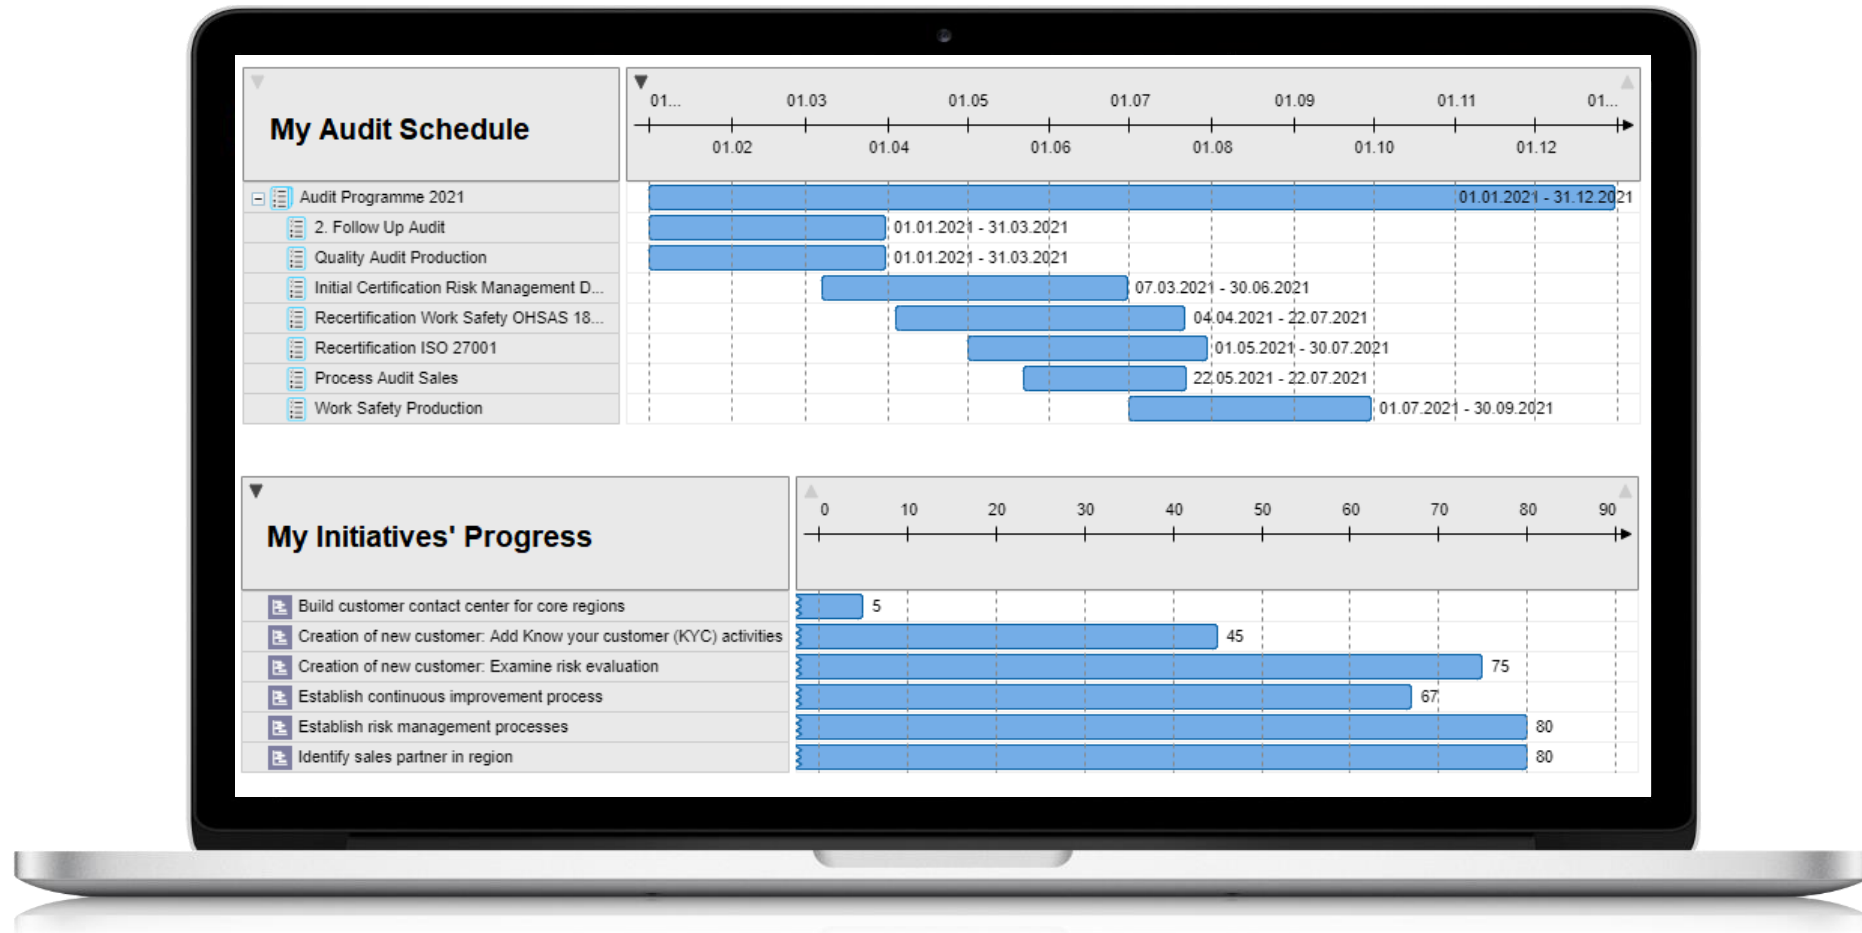 My Audit Schedule
01... 01.03 01.05 01.07 01.09 01.11 01...
01.02 01.04 01.06 01.08 01.10 01.12
Audit Programme 2021 01.01.2021 - 31.12.2021
2. Follow Up Audit 01.01.2021 - 31.03.2021
Quality Audit Production 01.01.2021 - 31.03.2021
Initial Certification Risk Management D... 07.03.2021 - 30.06.2021
Recertification Work Safety OHSAS 18... 04.04.2021 - 22.07.2021
Recertification ISO 27001 01.05.2021 - 30.07.2021
Process Audit Sales 22.05.2021 - 22.07.2021
Work Safety Production 01.07.2021 - 30.09.2021
My Initiatives' Progress
0 10 20 30 40 50 60 70 80 90
Build customer contact center for core regions 5
Creation of new customer: Add Know your customer (KYC) activities 45
Creation of new customer: Examine risk evaluation 75
Establish continuous improvement process 67
Establish risk management processes 80
Identify sales partner in region 80